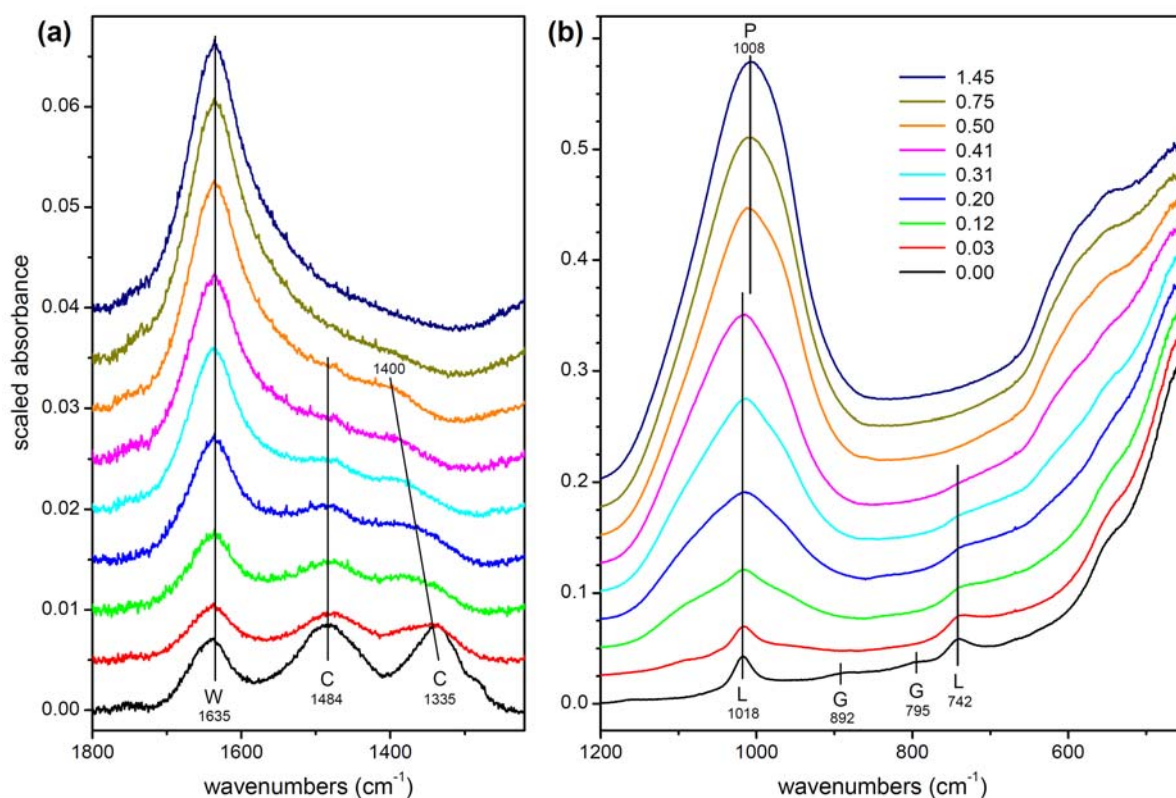 (a)
scaled absorbance
0.06
0.05
0.04
0.03
0.02
0.01
0.00
1400
W
1635
C
1484
C
1335
1800
1600
1400
wavenumbers (cm-1)
(b)
P
1008
1.45
0.75
0.50
0.41
0.31
0.20
0.12
0.03
0.00
0.5
0.4
0.3
0.2
0.1
0.0
L
1018
G
892
G
795
L
742
1200
1000
800
600
wavenumbers (cm-1)